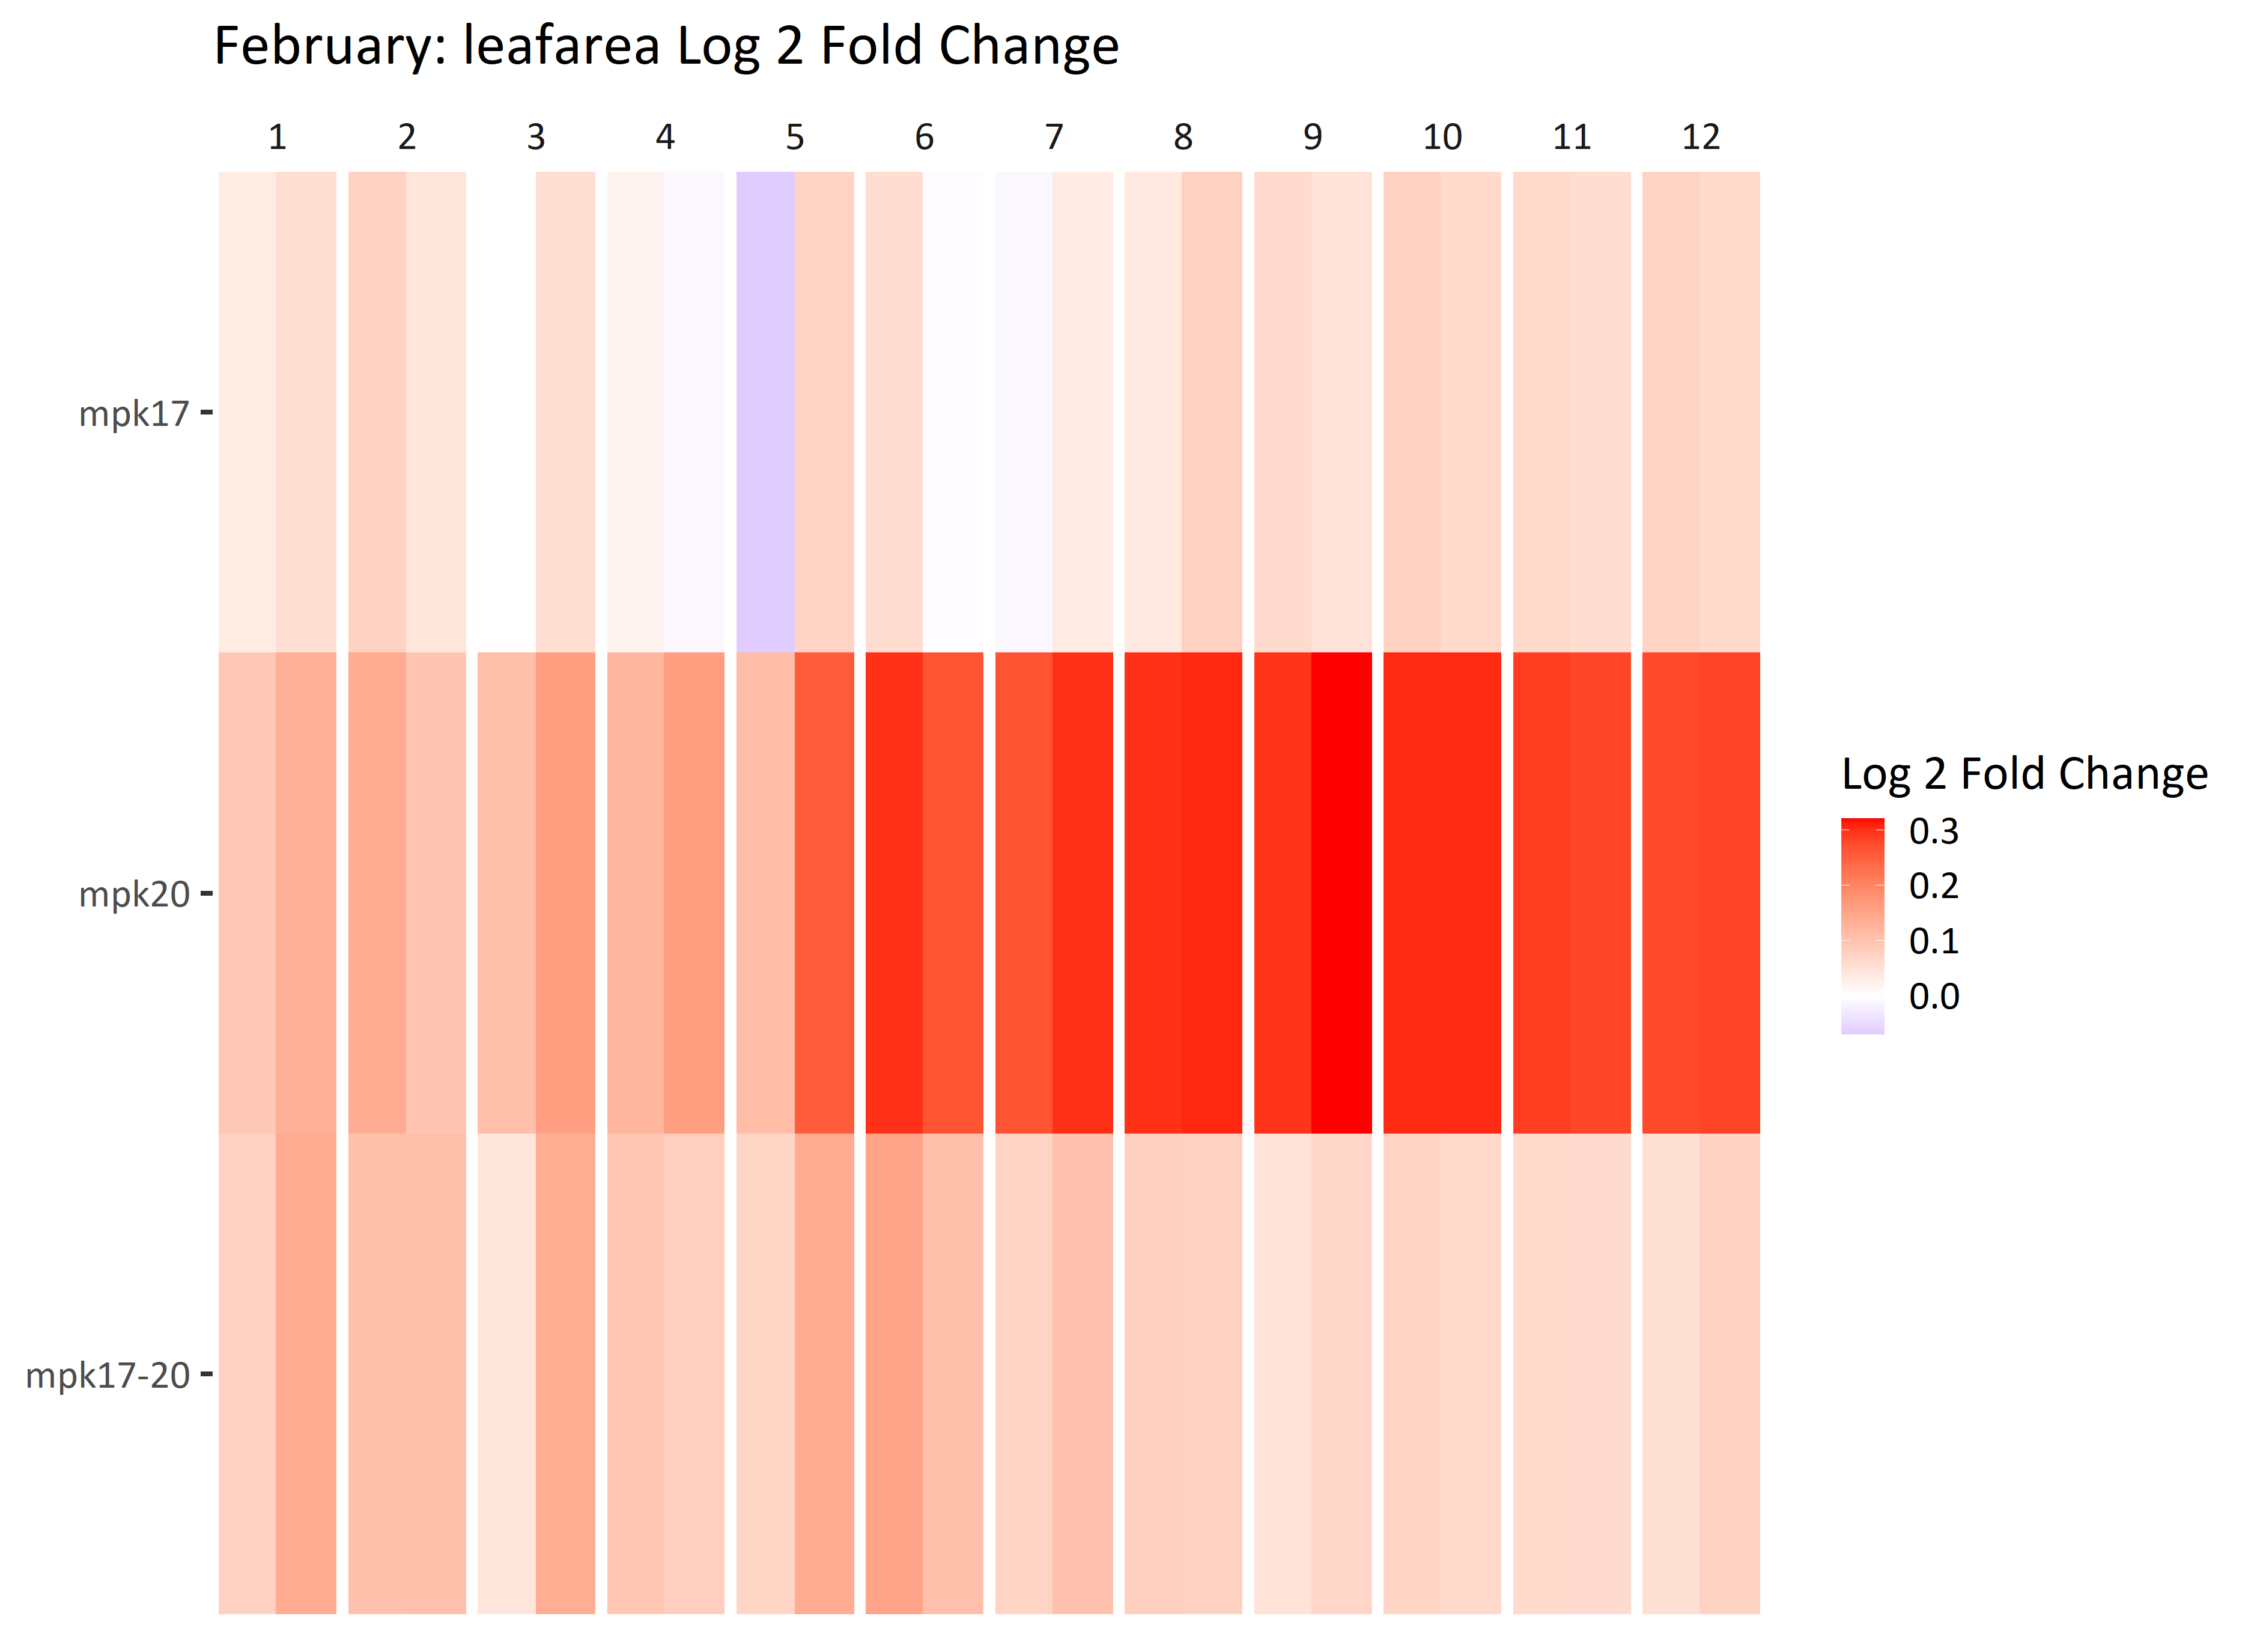 February: leafarea Log 2 Fold Change
1 2 3 4 5 6 7 8 9 10 11 12
mpk17
mpk20
mpk17-20
Log 2 Fold Change
0.3
0.2
0.1
0.0